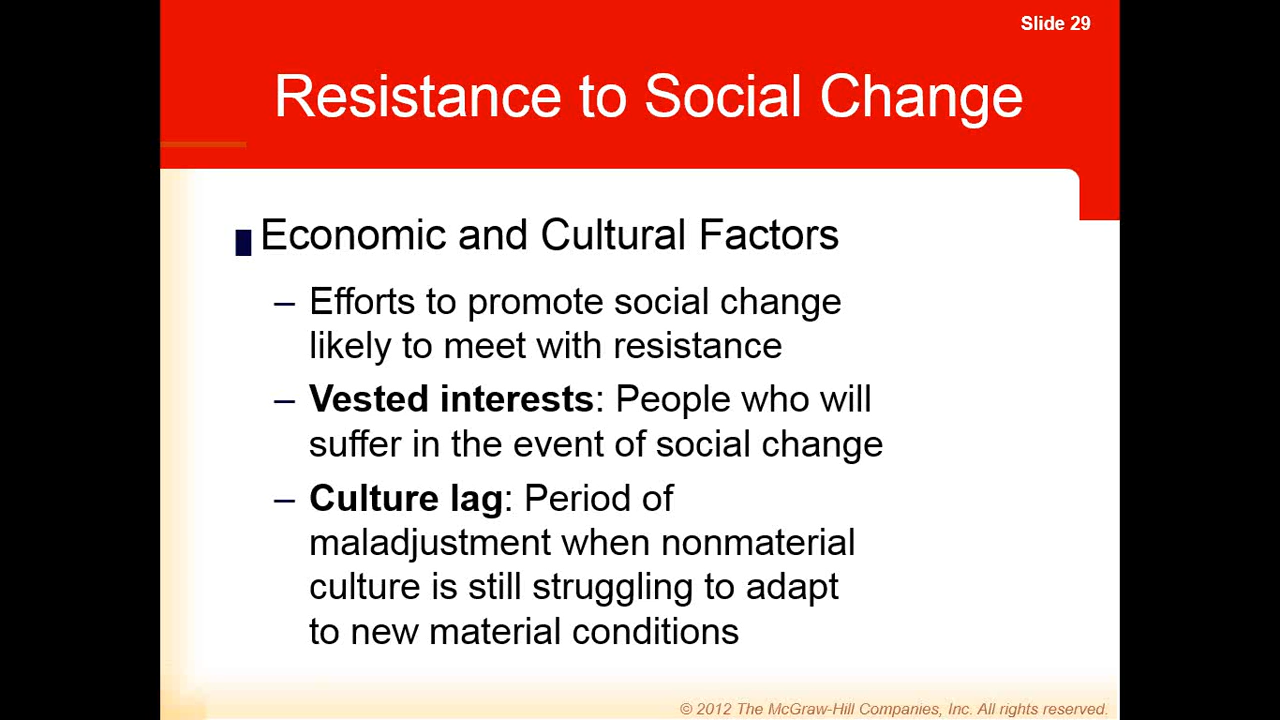 Slide 29
Resistance to Social Change
Economic and Cultural Factors
– Efforts to promote social change
likely to meet with resistance
– Vested interests: People who will
suffer in the event of social change
– Culture lag: Period of
maladjustment when nonmaterial
culture is still struggling to adapt
to new material conditions
© 2012 The McGraw-Hill Companies, Inc. All rights reserved.